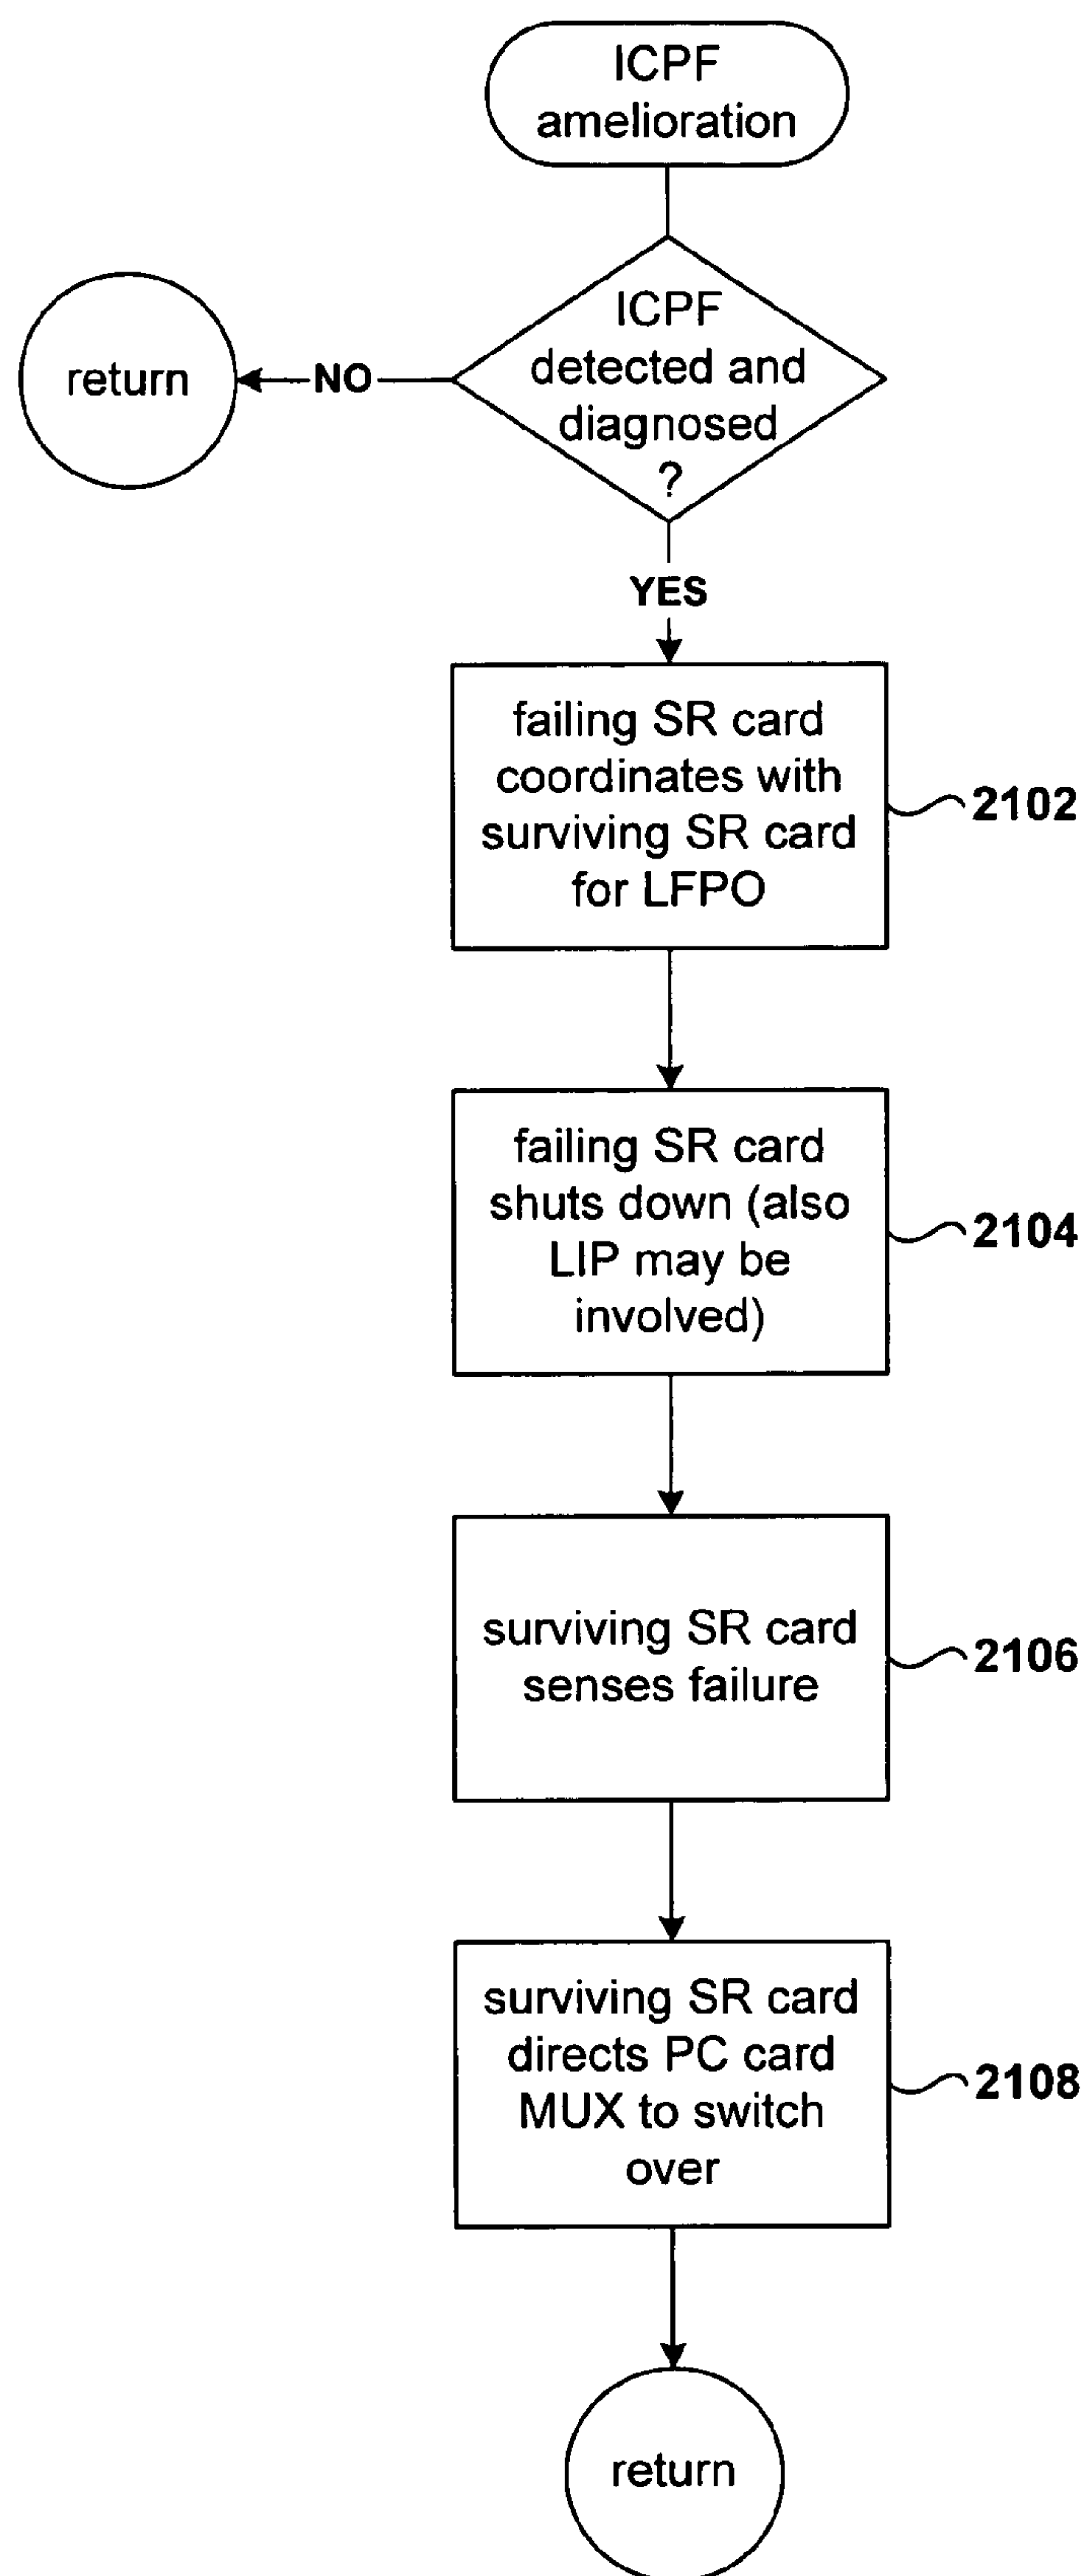 ICPF
amelioration
ICPF
detected and
diagnosed
?
return
NO
YES
failing SR card
coordinates with
surviving SR card
for LFPO
2102
failing SR card
shuts down (also
LIP may be
involved)
2104
surviving SR card
senses failure
2106
surviving SR card
directs PC card
MUX to switch
over
2108
return